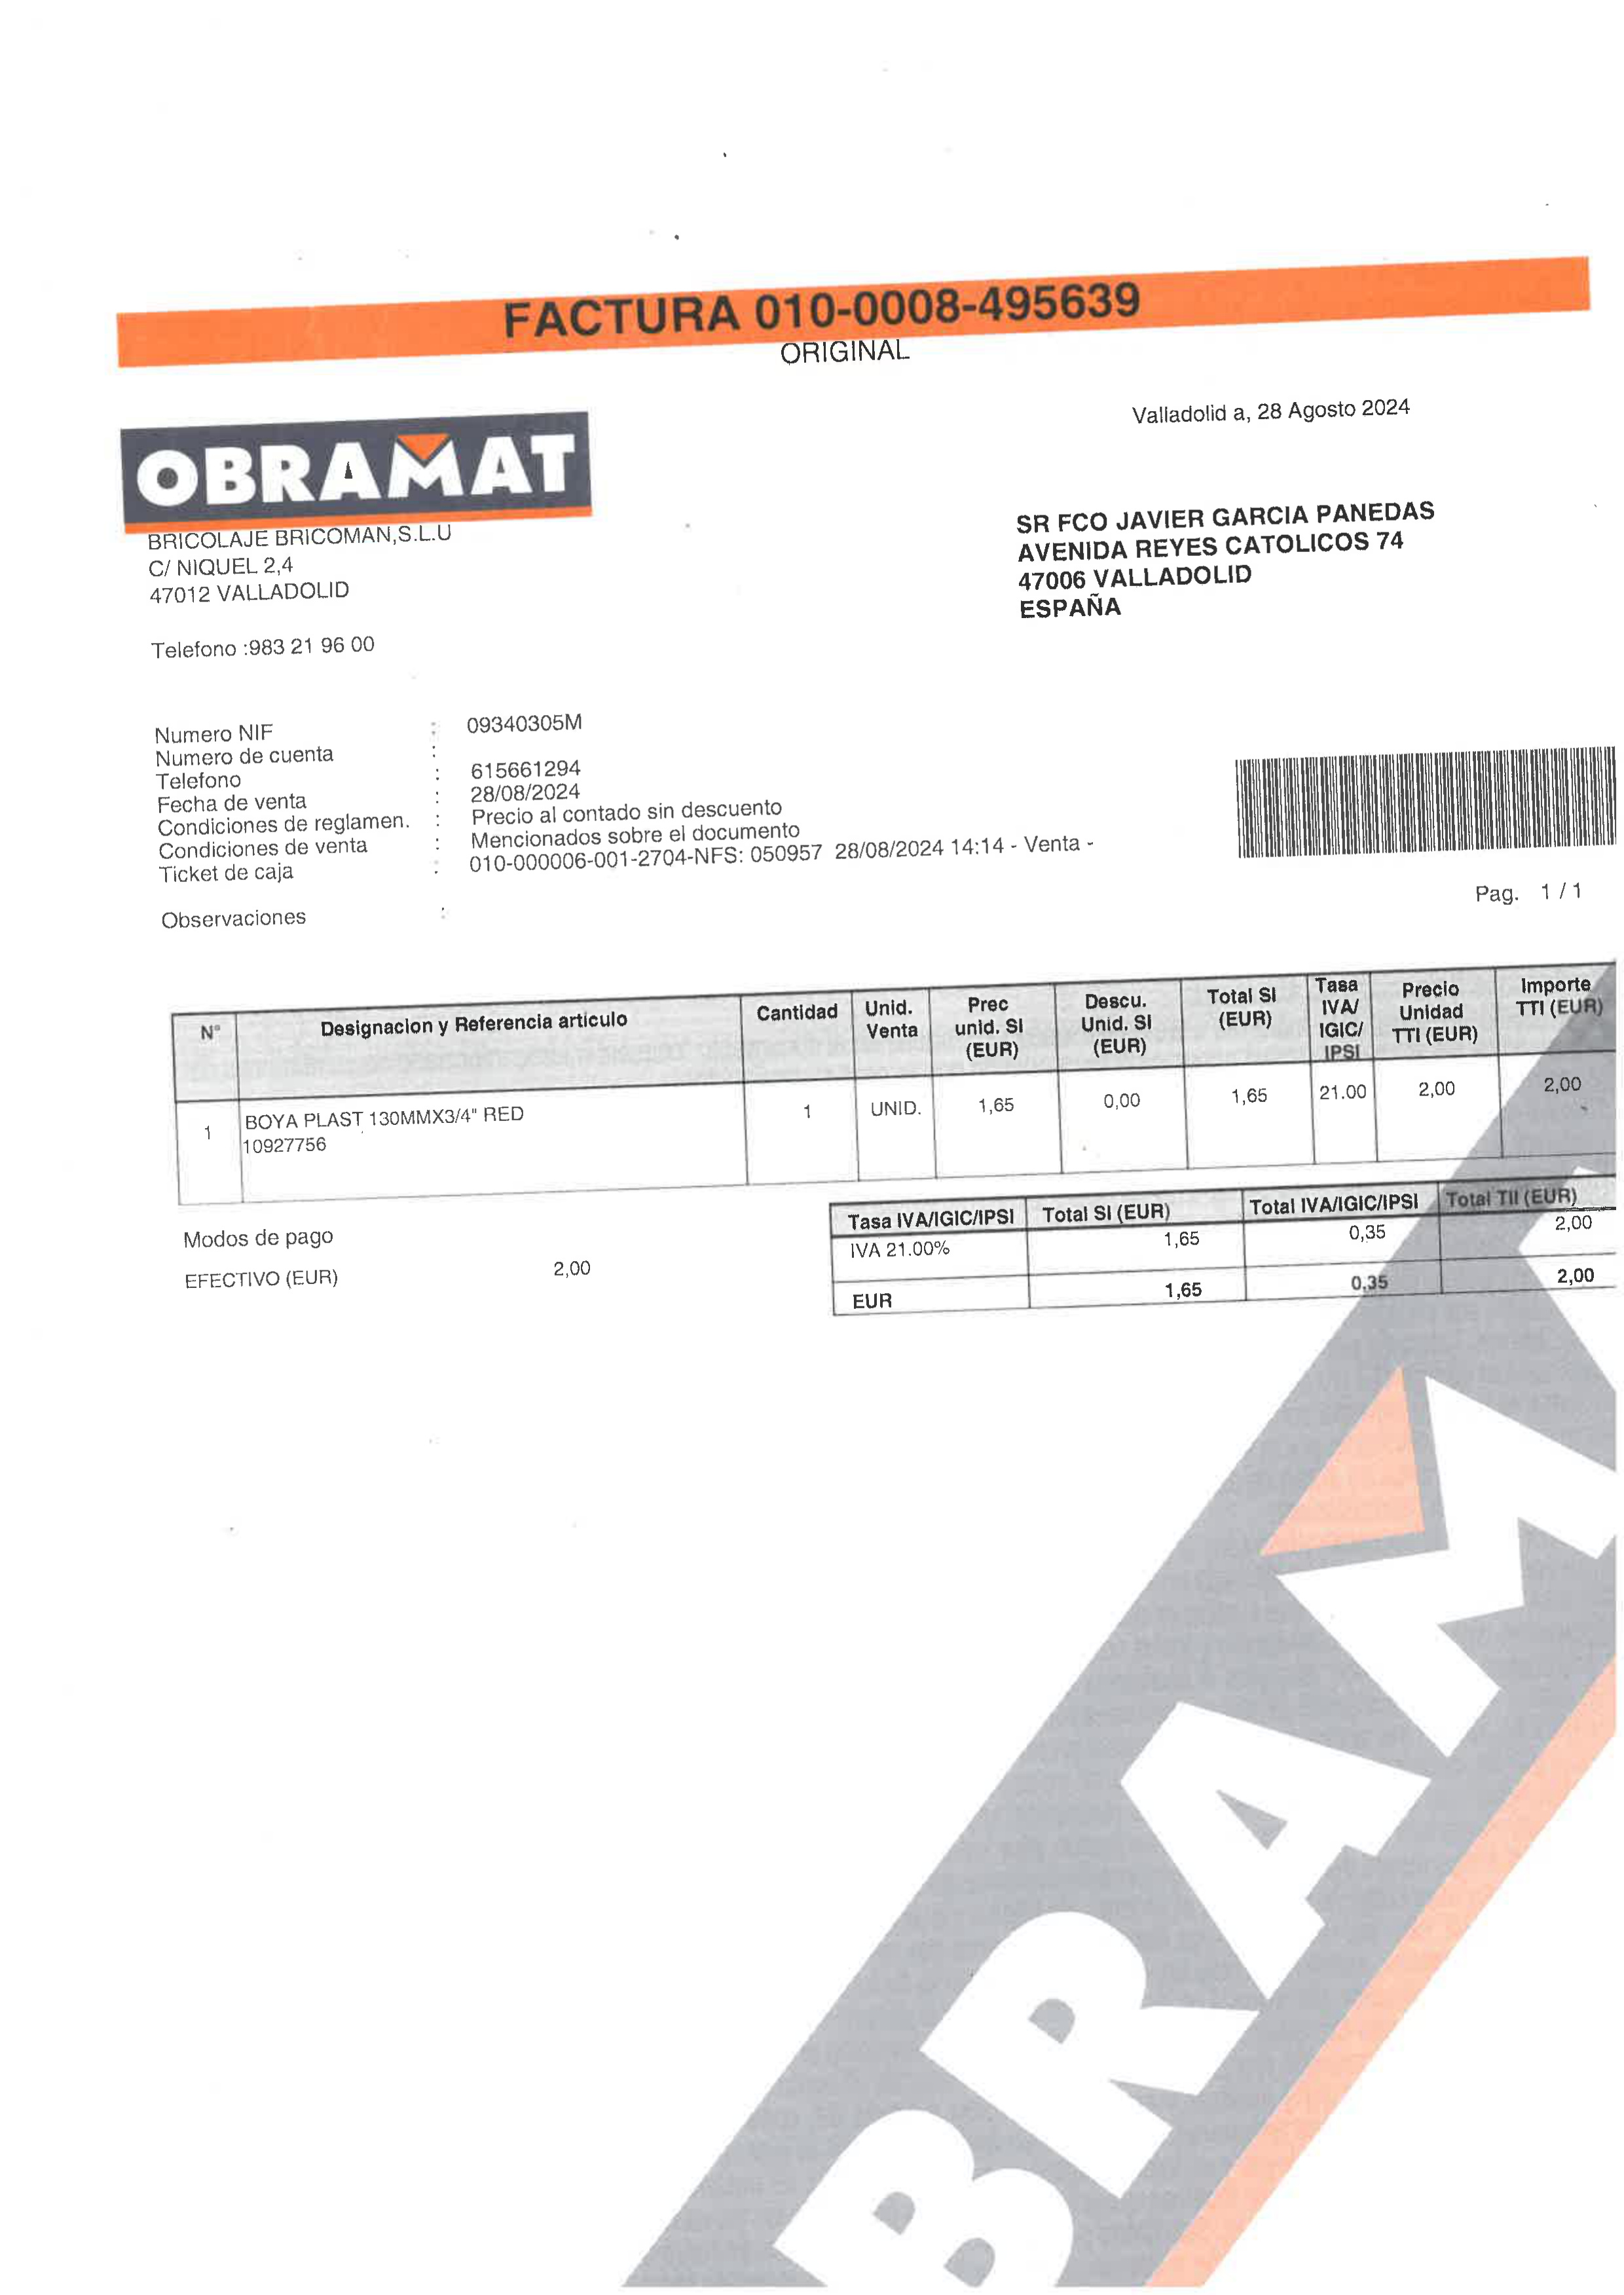 FACTURA 010-0008-495639
ORIGINAL
Valladolid a, 28 Agosto 2024
OBRAMAT
BRICOLAJE BRICOMAN,S.L.U
C/ NIQUEL 2,4
47012 VALLADOLID
Telefono :983 21 96 00
SR FCO JAVIER GARCIA PANEDAS
AVENIDA REYES CATOLICOS 74
47006 VALLADOLID
ESPAÑA
Numero NIF : 09340305M
Numero de cuenta :
Telefono : 615661294
Fecha de venta : 28/08/2024
Condiciones de reglamen. : Precio al contado sin descuento
Condiciones de venta : Mencionados sobre el documento
Ticket de caja : 010-000006-001-2704-NFS: 050957 28/08/2024 14:14 - Venta -
Observaciones :
Pag. 1 / 1
N° Designacion y Referencia articulo Cantidad Unid. Venta Prec unid. SI (EUR) Descu. Unid. SI (EUR) Total SI (EUR) Tasa IVA/ IGIC/ IPSI Precio Unidad TTI (EUR) Importe TTI (EUR)
1 BOYA PLAST 130MMX3/4" RED 1 UNID. 1,65 0,00 1,65 21.00 2,00 2,00
10927756
Modos de pago
EFECTIVO (EUR) 2,00
Tasa IVA/IGIC/IPSI Total SI (EUR) Total IVA/IGIC/IPSI Total TII (EUR)
IVA 21.00% 1,65 0,35 2,00
EUR 1,65 0,35 2,00
BRAM